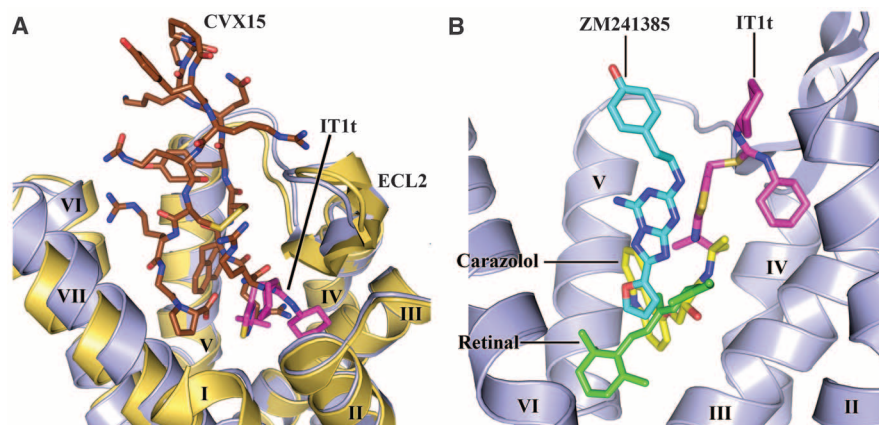 A
CVX15
IT1t
ECL2
VI
VII
IV
III
V
I
II
B
ZM241385
IT1t
V
Carazolol
IV
Retinal
VI
III
II